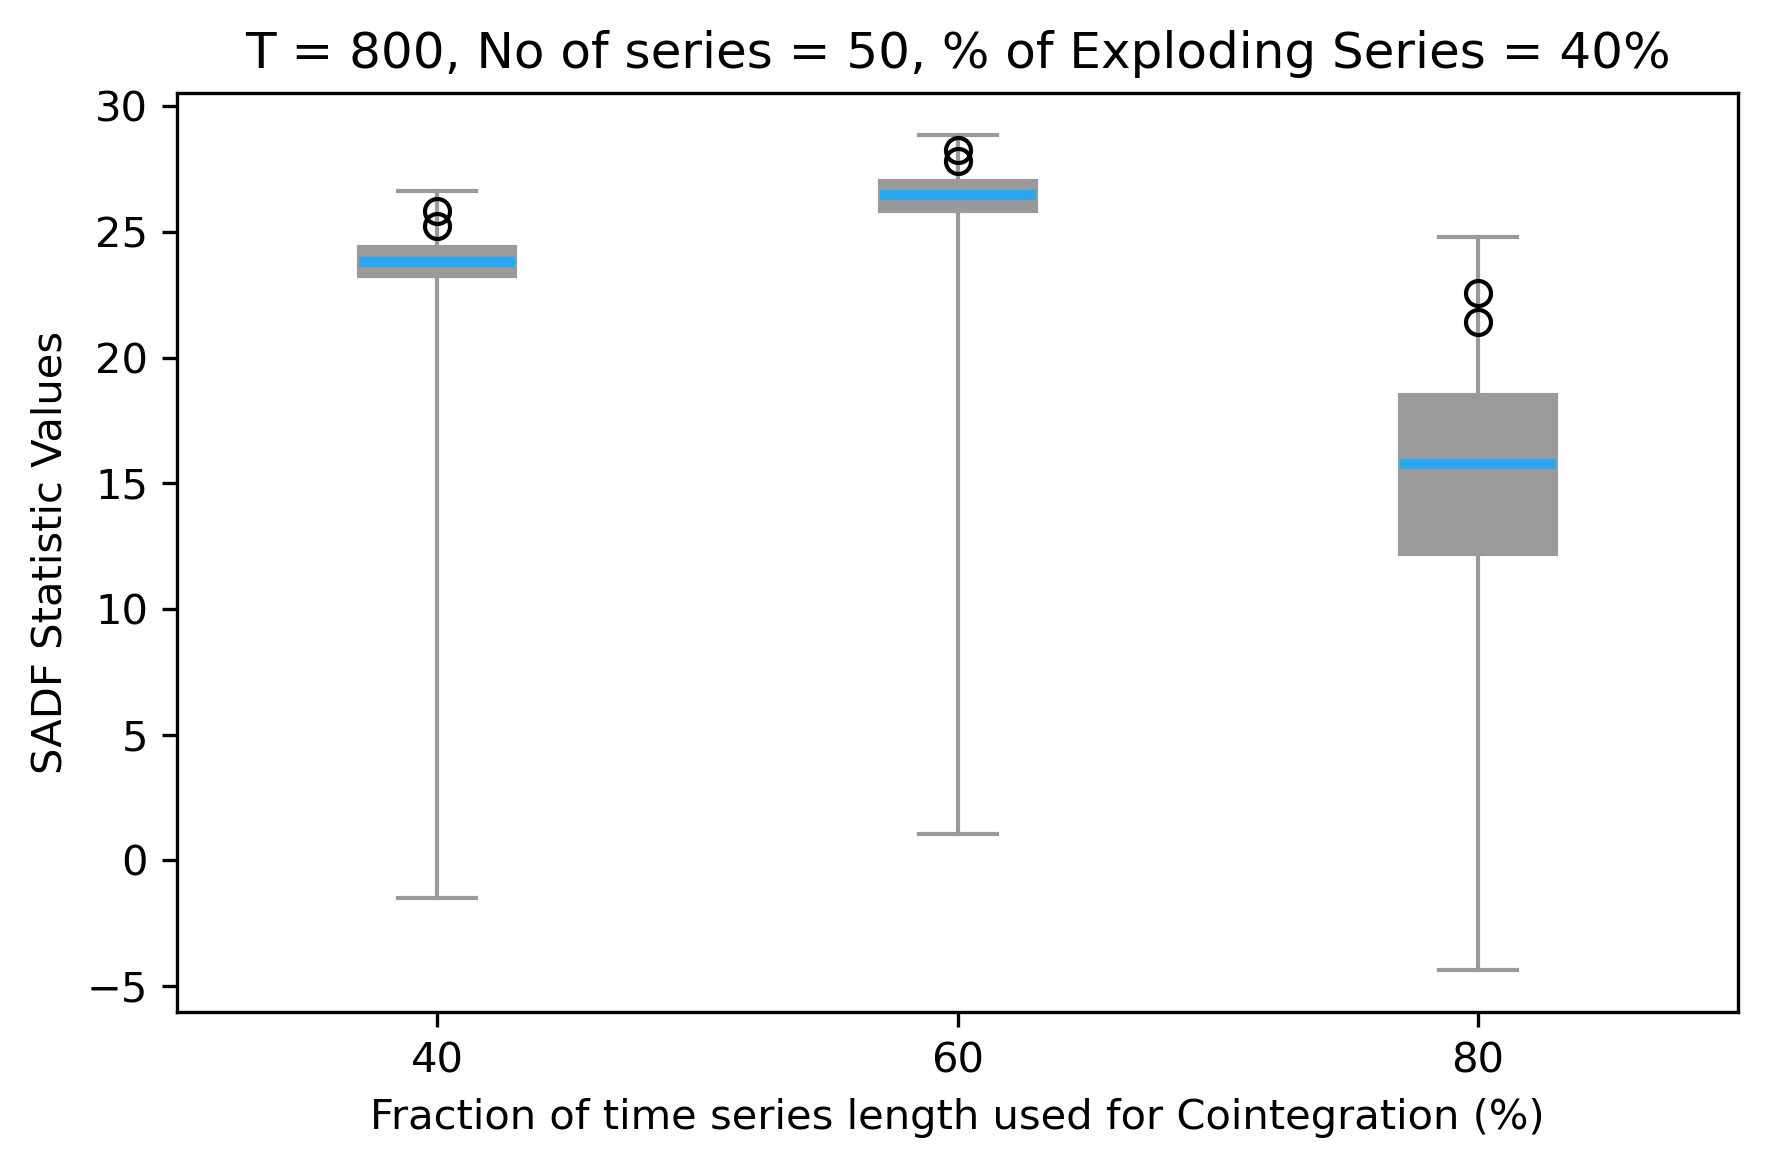 T = 800, No of series = 50, % of Exploding Series = 40%
30
25
20
15
10
5
0
−5
SADF Statistic Values
40 60 80
Fraction of time series length used for Cointegration (%)